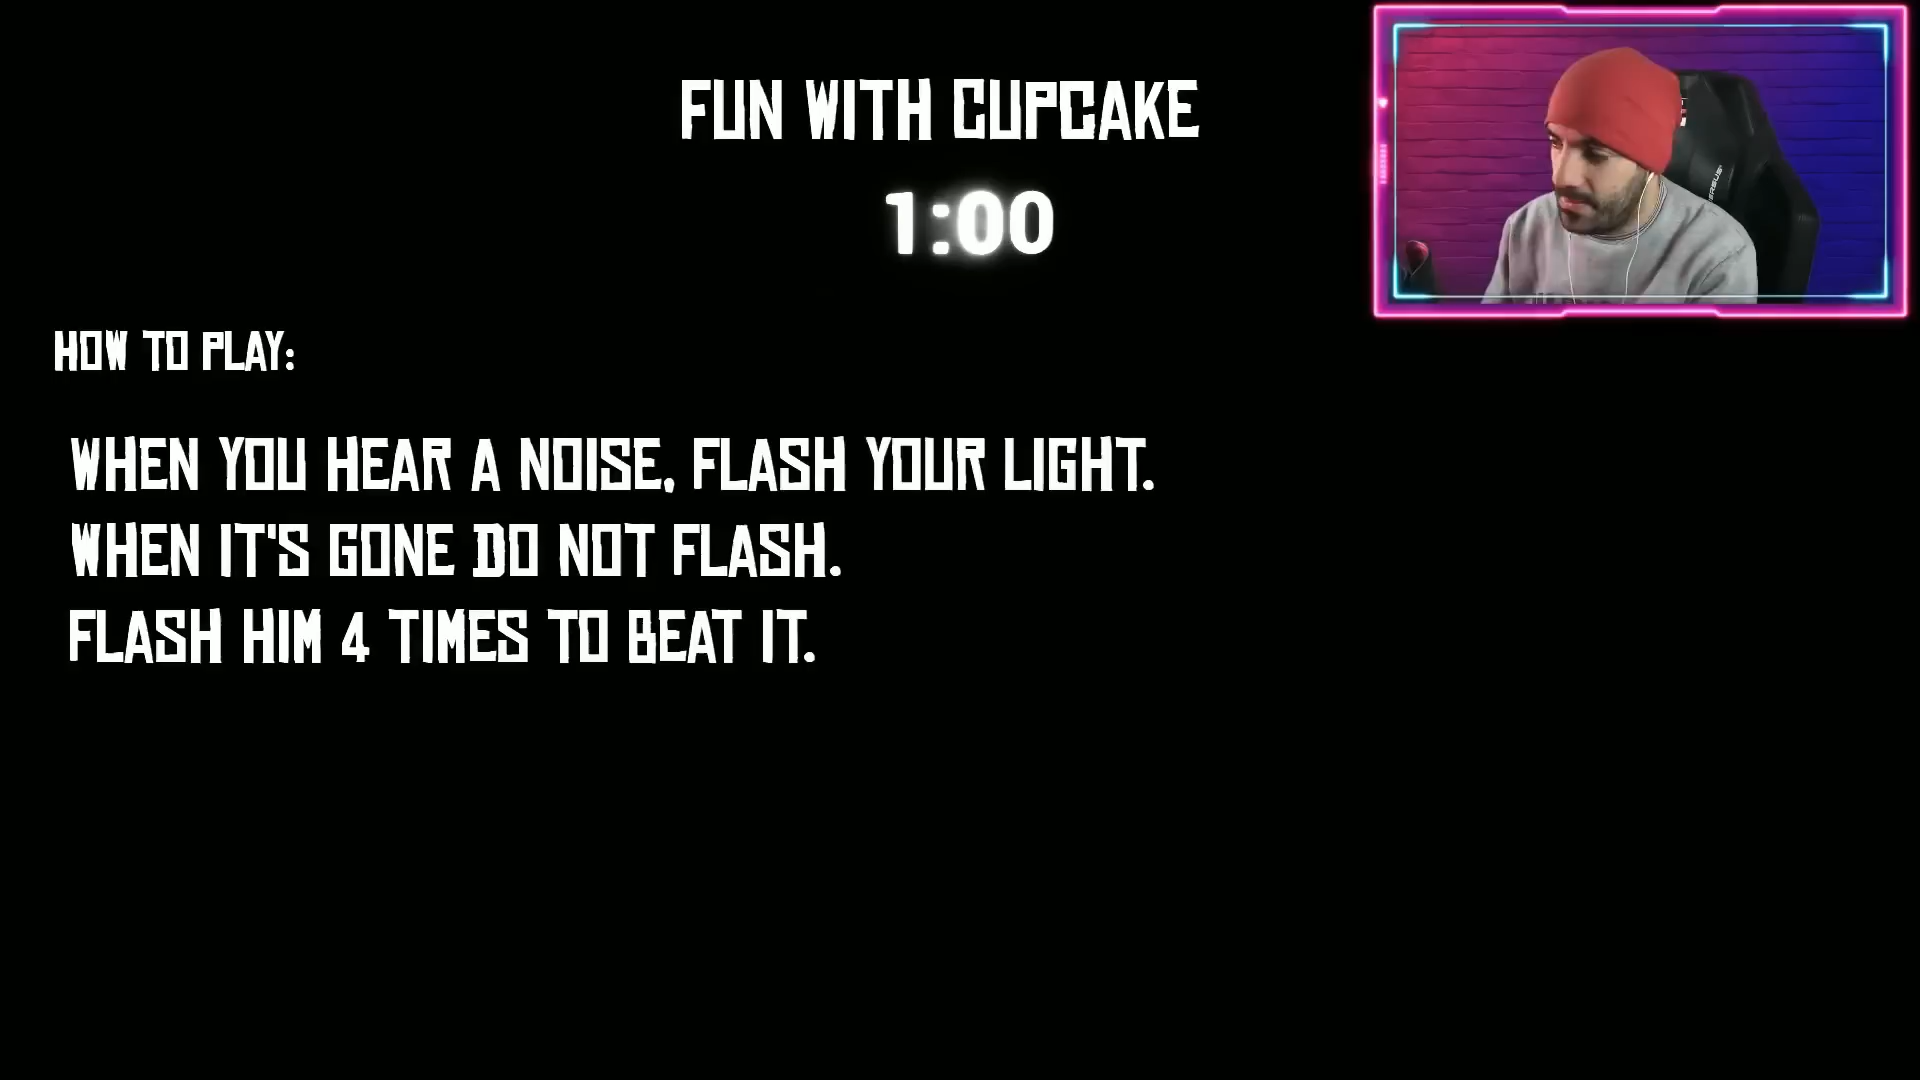 FUN WITH CUPCAKE
1:00
HOW TO PLAY:
WHEN YOU HEAR A NOISE, FLASH YOUR LIGHT.
WHEN IT'S GONE DO NOT FLASH.
FLASH HIM 4 TIMES TO BEAT IT.